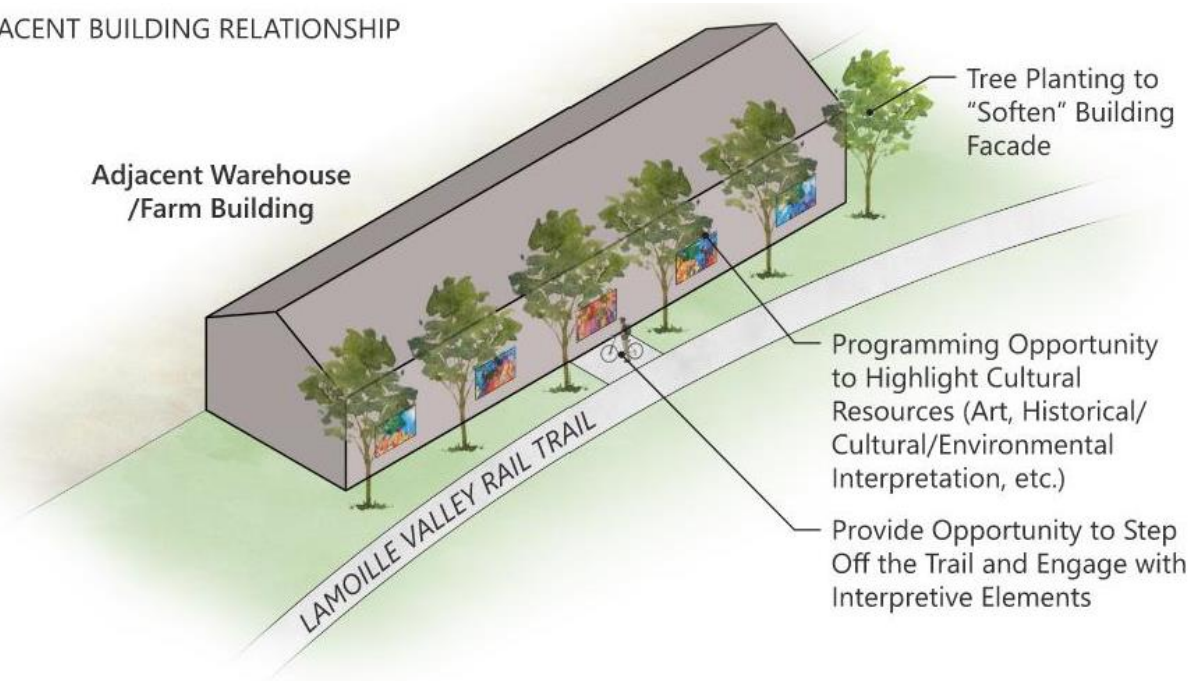 ACENT BUILDING RELATIONSHIP
Tree Planting to
“Soften” Building
Facade
Adjacent Warehouse
/Farm Building
Programming Opportunity
to Highlight Cultural
Resources (Art, Historical/
Cultural/Environmental
Interpretation, etc.)
Provide Opportunity to Step
Off the Trail and Engage with
Interpretive Elements
LAMOILLE VALLEY RAIL TRAIL